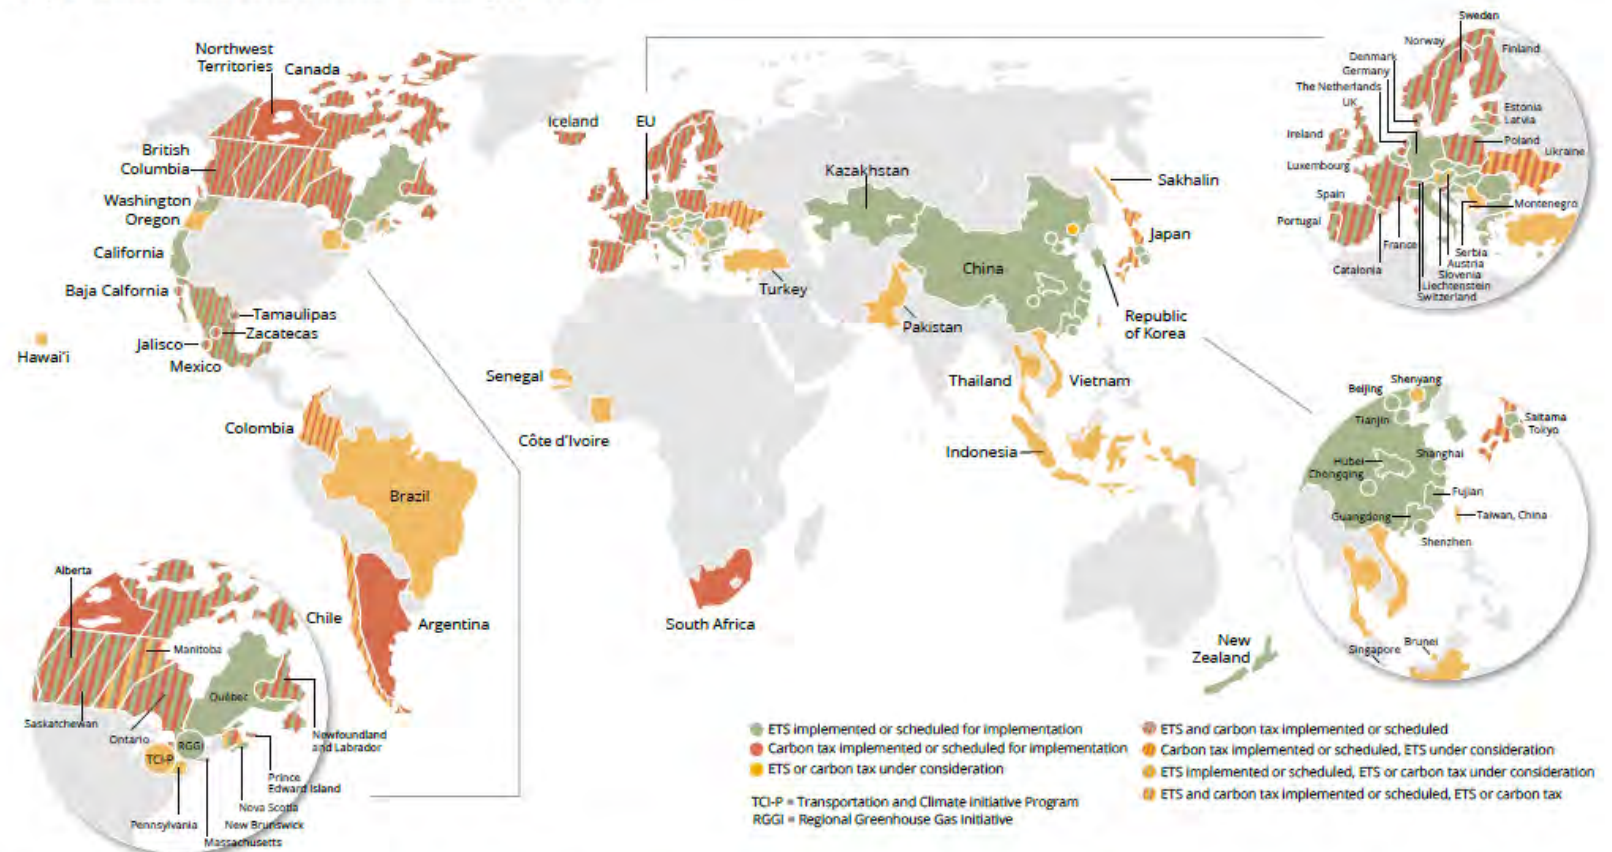 Northwest
Territories
Canada
British
Columbia
Washington
Oregon
California
Baja Calfornia
Tamaulipas
Zacatecas
Jalisco
Mexico
Hawai'i
Colombia
Brazil
Chile
Argentina
Iceland
EU
Kazakhstan
Sakhalin
Japan
China
Turkey
Pakistan
Republic
of Korea
Senegal
Côte d'Ivoire
Thailand
Vietnam
Indonesia
South Africa
New
Zealand
Sweden
Norway
Finland
Denmark
Germany
The Netherlands
UK
Estonia
Latvia
Ireland
Poland
Ukraine
Luxembourg
Spain
Montenegro
Portugal
France
Serbia
Catalonia
Austria
Slovenia
Liechtenstein
Switzerland
Beijing
Shenyang
Tianjin
Saitama
Tokyo
Hubei
Shanghai
Chongqing
Fujian
Guangdong
Taiwan, China
Shenzhen
Singapore
Brunei
Alberta
Manitoba
Québec
Saskatchewan
Ontario
Newfoundland
and Labrador
RGGI
TCI-P
Prince
Edward Island
Nova Scotia
Pennsylvania
New Brunswick
Massachusetts
ETS implemented or scheduled for implementation
Carbon tax implemented or scheduled for implementation
ETS or carbon tax under consideration
TCI-P = Transportation and Climate Initiative Program
RGGI = Regional Greenhouse Gas Initiative
ETS and carbon tax implemented or scheduled
Carbon tax implemented or scheduled, ETS under consideration
ETS implemented or scheduled, ETS or carbon tax under consideration
ETS and carbon tax implemented or scheduled, ETS or carbon tax